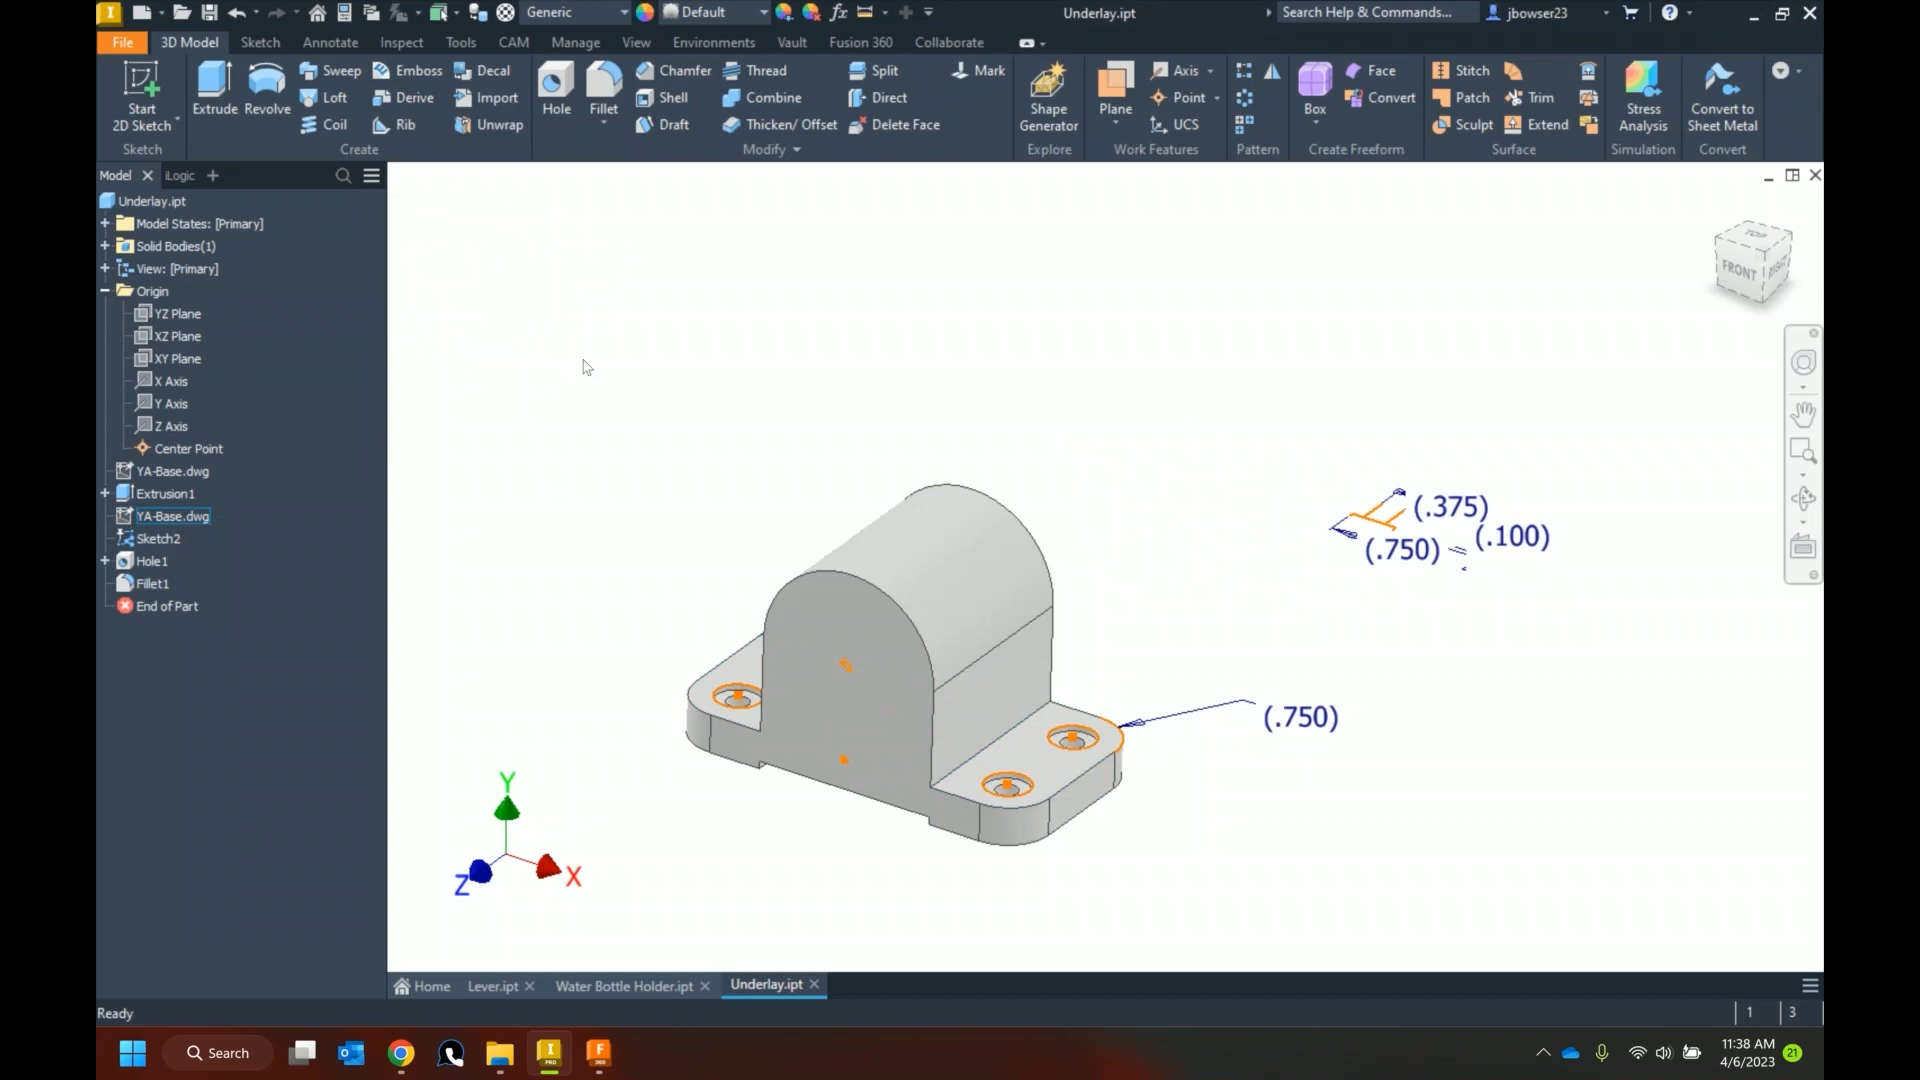 Generic
Default
fx
Underlay.ipt
Search Help & Commands...
jbowser23
File
3D Model
Sketch
Annotate
Inspect
Tools
CAM
Manage
View
Environments
Vault
Fusion 360
Collaborate
Start
2D Sketch
Sketch
Extrude
Revolve
Sweep
Loft
Coil
Emboss
Derive
Rib
Decal
Import
Unwrap
Create
Hole
Fillet
Chamfer
Shell
Draft
Thread
Combine
Thicken/ Offset
Split
Direct
Delete Face
Mark
Modify
Shape
Generator
Explore
Plane
Axis
Point
UCS
Work Features
Pattern
Box
Face
Convert
Create Freeform
Stitch
Patch
Sculpt
Trim
Extend
Surface
Stress
Analysis
Simulation
Convert to
Sheet Metal
Convert
Model
iLogic
Underlay.ipt
Model States: [Primary]
Solid Bodies(1)
View: [Primary]
Origin
YZ Plane
XZ Plane
XY Plane
X Axis
Y Axis
Z Axis
Center Point
YA-Base.dwg
Extrusion1
YA-Base.dwg
Sketch2
Hole1
Fillet1
End of Part
TOP
FRONT
RIGHT
(.375)
(.750)
(.100)
(.750)
Y
X
Z
Home
Lever.ipt
Water Bottle Holder.ipt
Underlay.ipt
Ready
1
3
Search
11:38 AM
4/6/2023
21